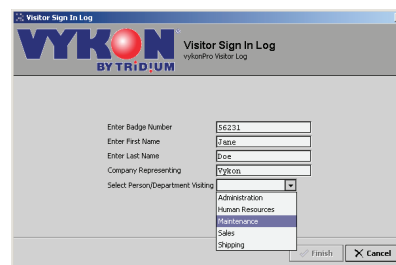 Visitor Sign In Log
VYKON
BY TRIDIUM
Visitor Sign In Log
vykonPro Visitor Log
Enter Badge Number 56231
Enter First Name Jane
Enter Last Name Doe
Company Representing Vykon
Select Person/Department Visiting
Administration
Human Resources
Maintenance
Sales
Shipping
Finish Cancel